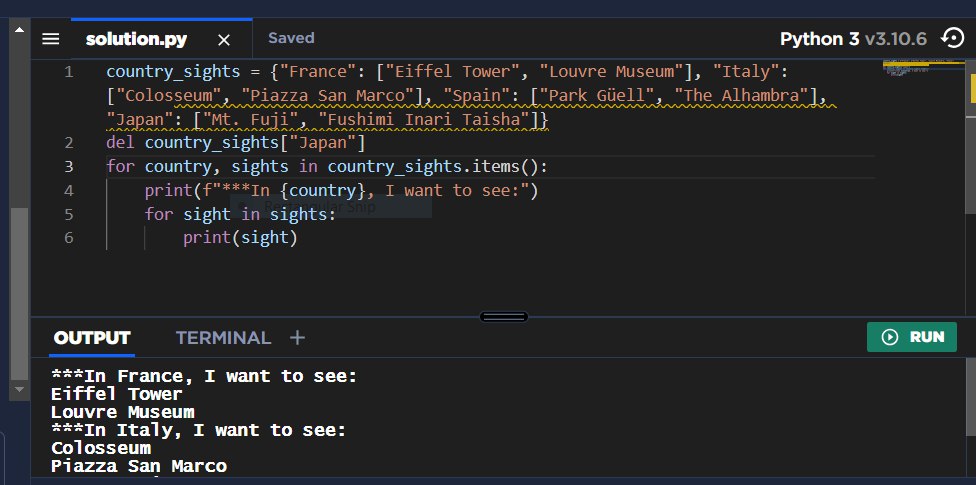 solution.py × Saved Python 3 v3.10.6
1 country_sights = {"France": ["Eiffel Tower", "Louvre Museum"], "Italy":
["Colosseum", "Piazza San Marco"], "Spain": ["Park Güell", "The Alhambra"],
"Japan": ["Mt. Fuji", "Fushimi Inari Taisha"]}
2 del country_sights["Japan"]
3 for country, sights in country_sights.items():
4     print(f"***In {country}, I want to see:")
Rectangular Snip
5     for sight in sights:
6         print(sight)
OUTPUT TERMINAL + RUN
***In France, I want to see:
Eiffel Tower
Louvre Museum
***In Italy, I want to see:
Colosseum
Piazza San Marco